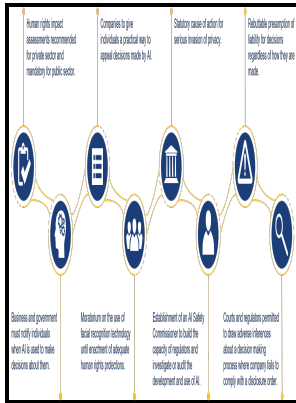 Human rights impact
assessments recommended
for private sector and
mandatory for public sector.
Companies to give
individuals a practical way to
appeal decisions made by AI.
Statutory cause of action for
serious invasion of privacy.
Rebuttable presumption of
liability for decisions
regardless of how they are
made.
Business and government
must notify individuals
when AI is used to make
decisions about them.
Moratorium on the use of
facial recognition technology
until enactment of adequate
human rights protections.
Establishment of an AI Safety
Commissioner to build the
capacity of regulators and
investigate or audit the
development and use of AI.
Courts and regulators permitted
to draw adverse inferences
about a decision making
process where company fails to
comply with a disclosure order.